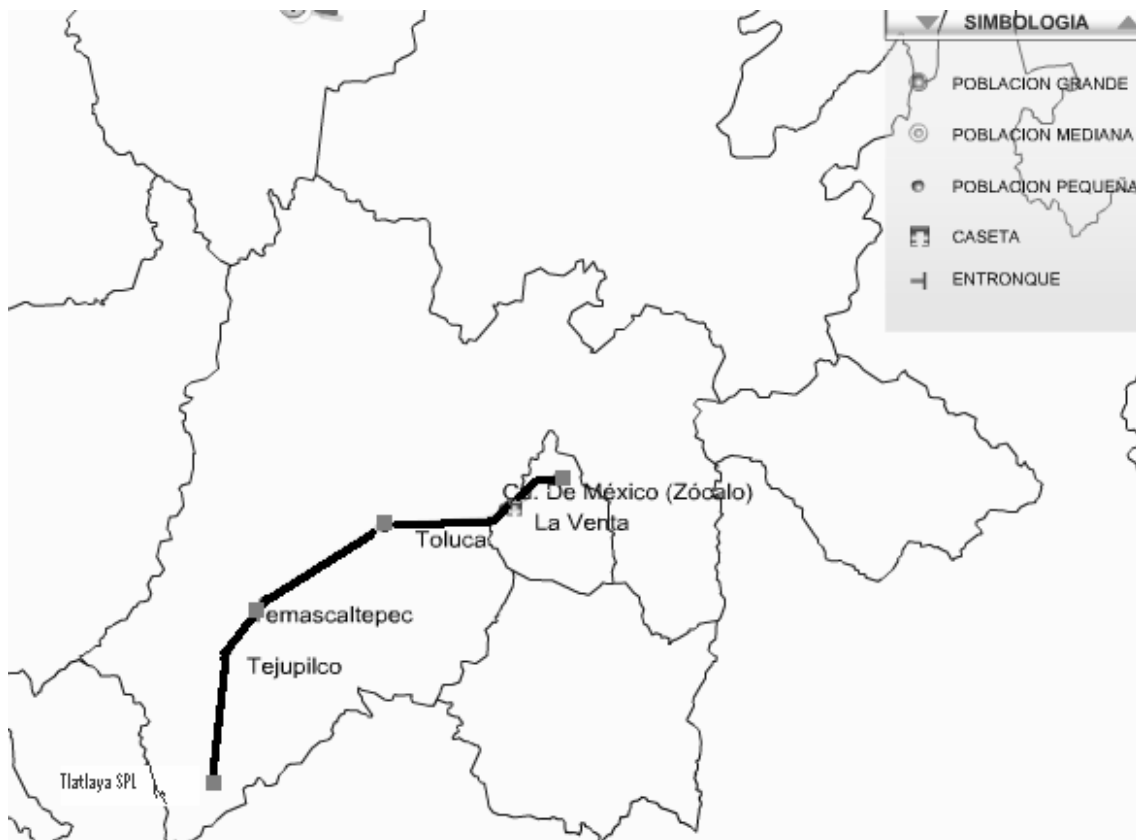 SIMBOLOGIA
POBLACION GRANDE
POBLACION MEDIANA
POBLACION PEQUEÑA
CASETA
ENTRONQUE
Cd. De México (Zócalo)
La Venta
Toluca
emascaltepec
Tejupilco
Tlatlaya SPL